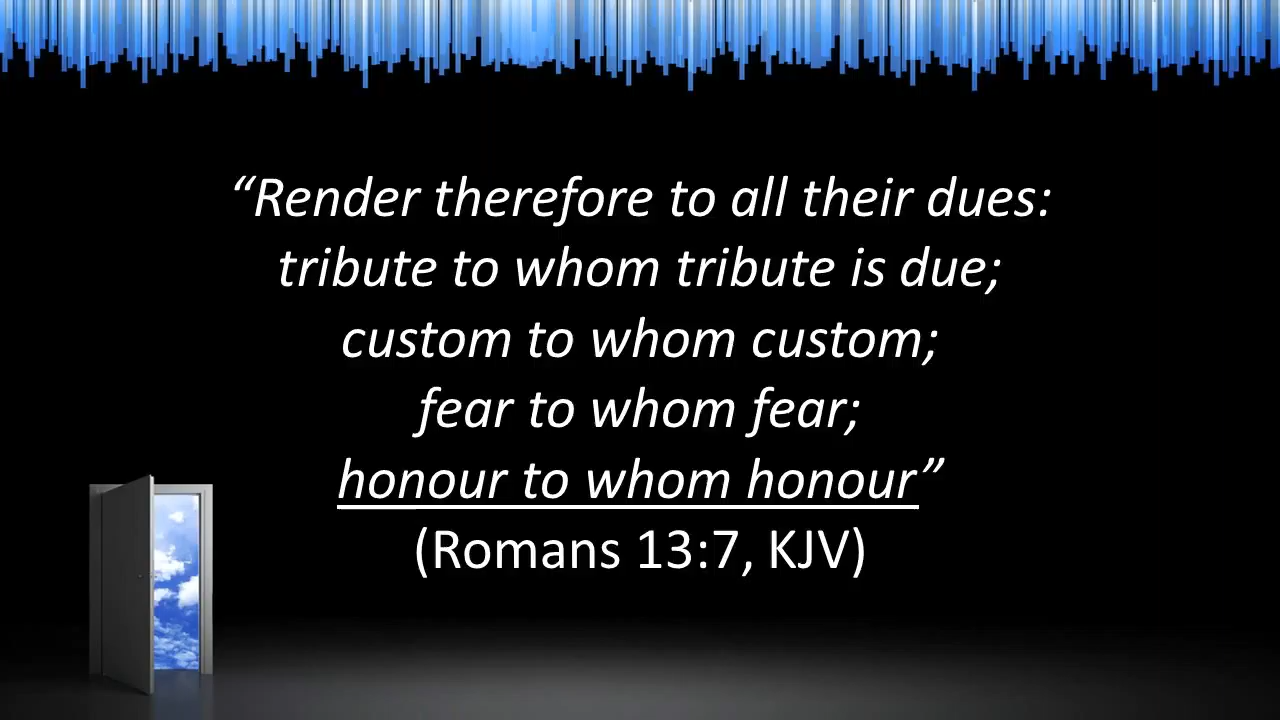 “Render therefore to all their dues:
tribute to whom tribute is due;
custom to whom custom;
fear to whom fear;
honour to whom honour”
(Romans 13:7, KJV)